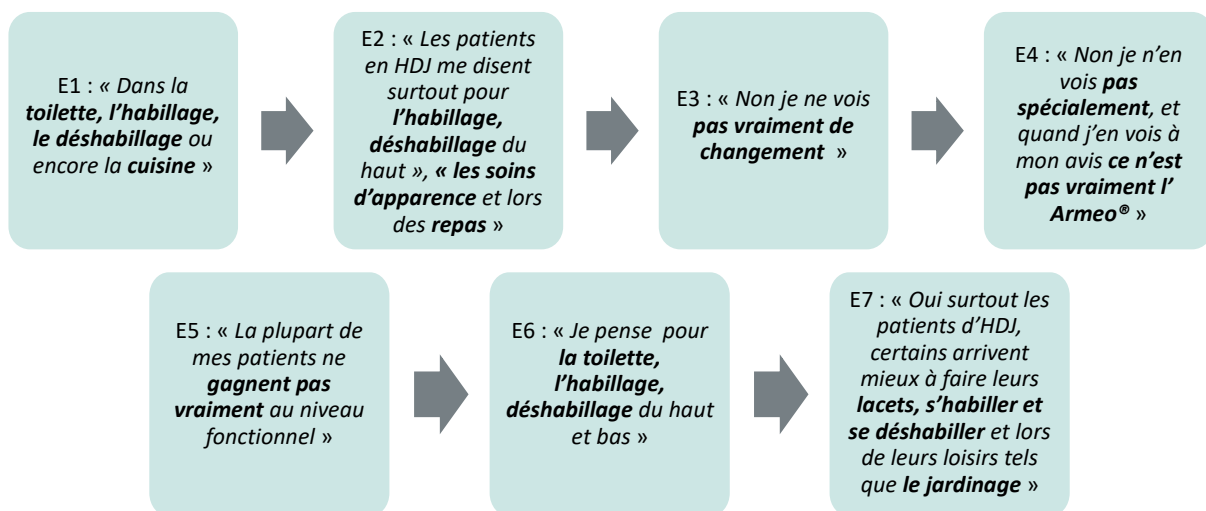 E1 : « Dans la
toilette, l’habillage,
le déshabillage ou
encore la cuisine »
E2 : « Les patients
en HDJ me disent
surtout pour
l’habillage,
déshabillage du
haut », « les soins
d’apparence et lors
des repas »
E3 : « Non je ne vois
pas vraiment de
changement »
E4 : « Non je n’en
vois pas
spécialement, et
quand j’en vois à
mon avis ce n’est
pas vraiment l’
Armeo® »
E5 : « La plupart de
mes patients ne
gagnent pas
vraiment au niveau
fonctionnel »
E6 : « Je pense pour
la toilette,
l’habillage,
déshabillage du haut
et bas »
E7 : « Oui surtout les
patients d’HDJ,
certains arrivent
mieux à faire leurs
lacets, s’habiller et
se déshabiller et lors
de leurs loisirs tels
que le jardinage »